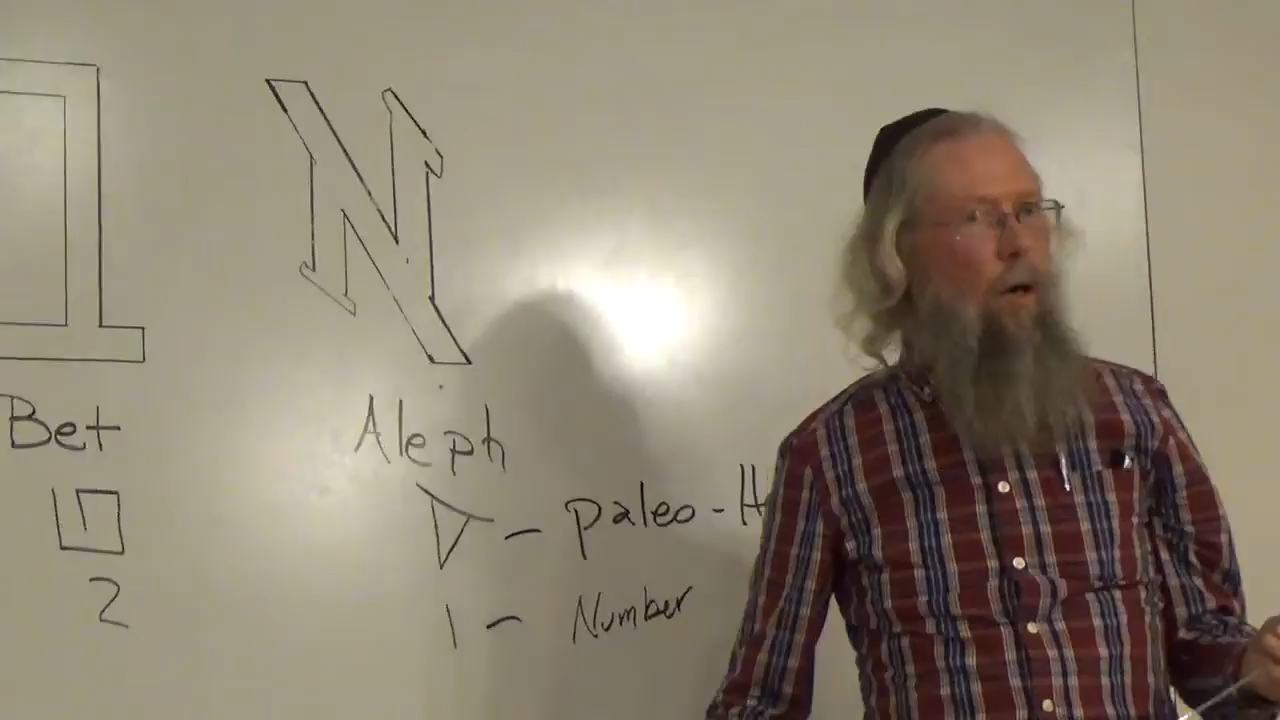 ב א
Bet Aleph
- Paleo-H
2 1 - Number